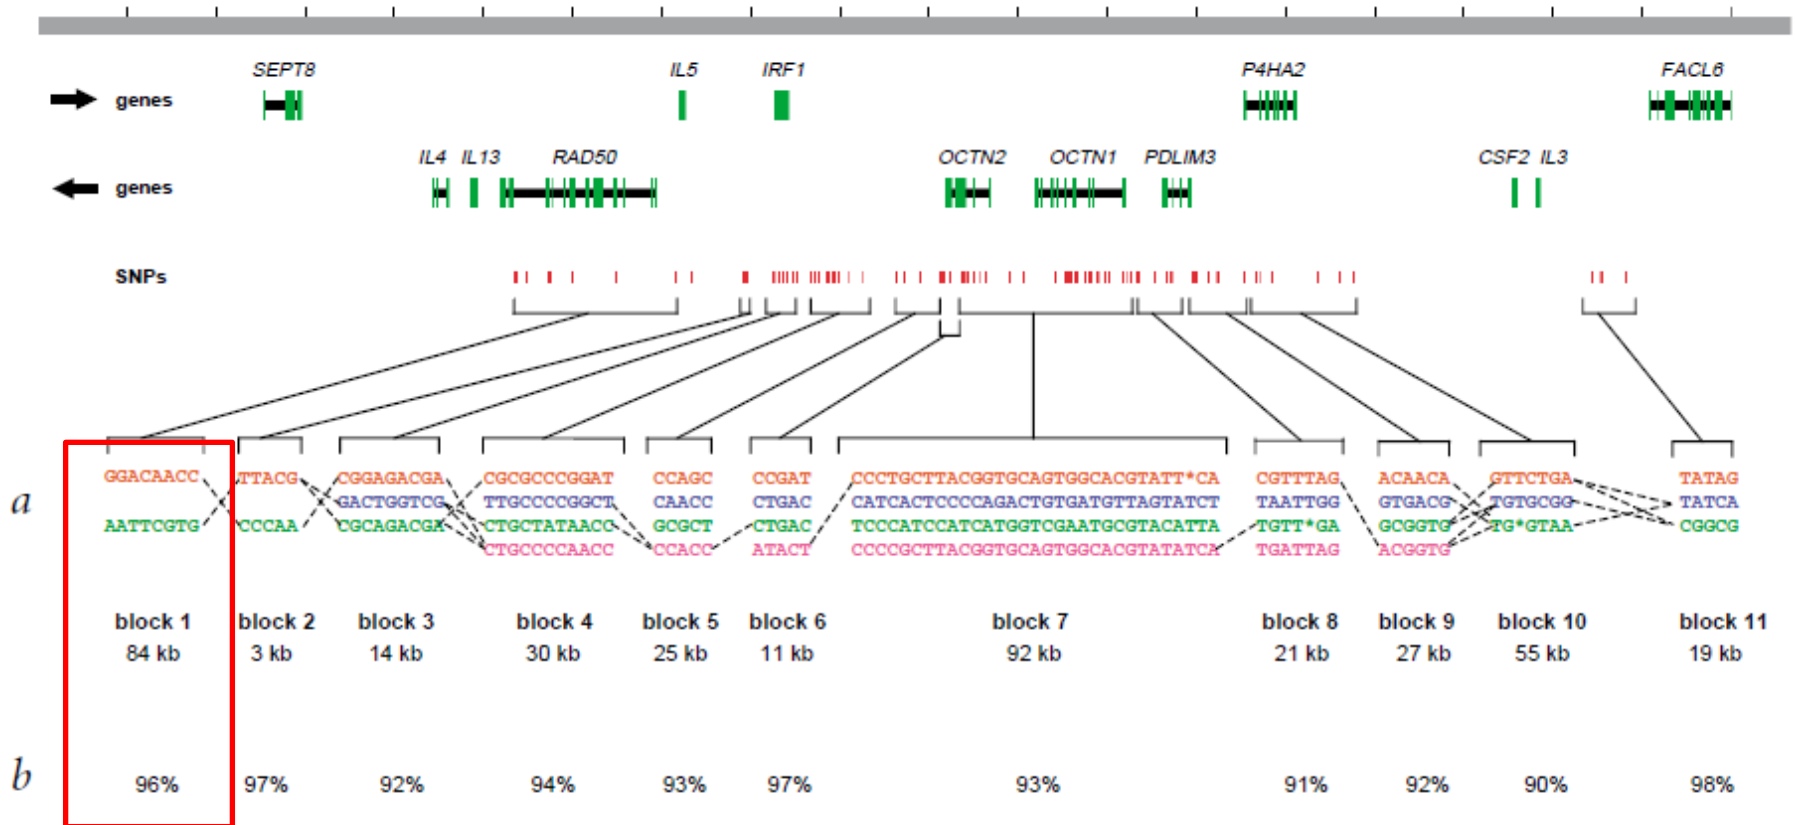 SEPT8 IL5 IRF1 P4HA2 FACL6
genes
IL4 IL13 RAD50 OCTN2 OCTN1 PDLIM3 CSF2 IL3
genes
SNPs
a
GGACAACC TTACG CGGAGACGA CGCGCCCGGAT CCAGC CCGAT CCCTGCTTACGGTGCAGTGGCACGTATT*CA CGTTTAG ACAACA GTTCTGA TATAG
GACTGGTCG TTGCCCCGGCT CAACC CTGAC CATCACTCCCCAGACTGTGATGTTAGTATCT TAATTGG GTGACG TGTGCGG TATCA
AATTCGTG CCCAA CGCAGACGA CTGCTATAACC GCGCT CTGAC TCCCATCCATCATGGTCGAATGCGTACATTA TGTT*GA GCGGTG TG*GTAA CGGCG
CTGCCCCAACC CCACC ATACT CCCCGCTTACGGTGCAGTGGCACGTATATCA TGATTAG ACGGTG
block 1 block 2 block 3 block 4 block 5 block 6 block 7 block 8 block 9 block 10 block 11
84 kb 3 kb 14 kb 30 kb 25 kb 11 kb 92 kb 21 kb 27 kb 55 kb 19 kb
b
96% 97% 92% 94% 93% 97% 93% 91% 92% 90% 98%